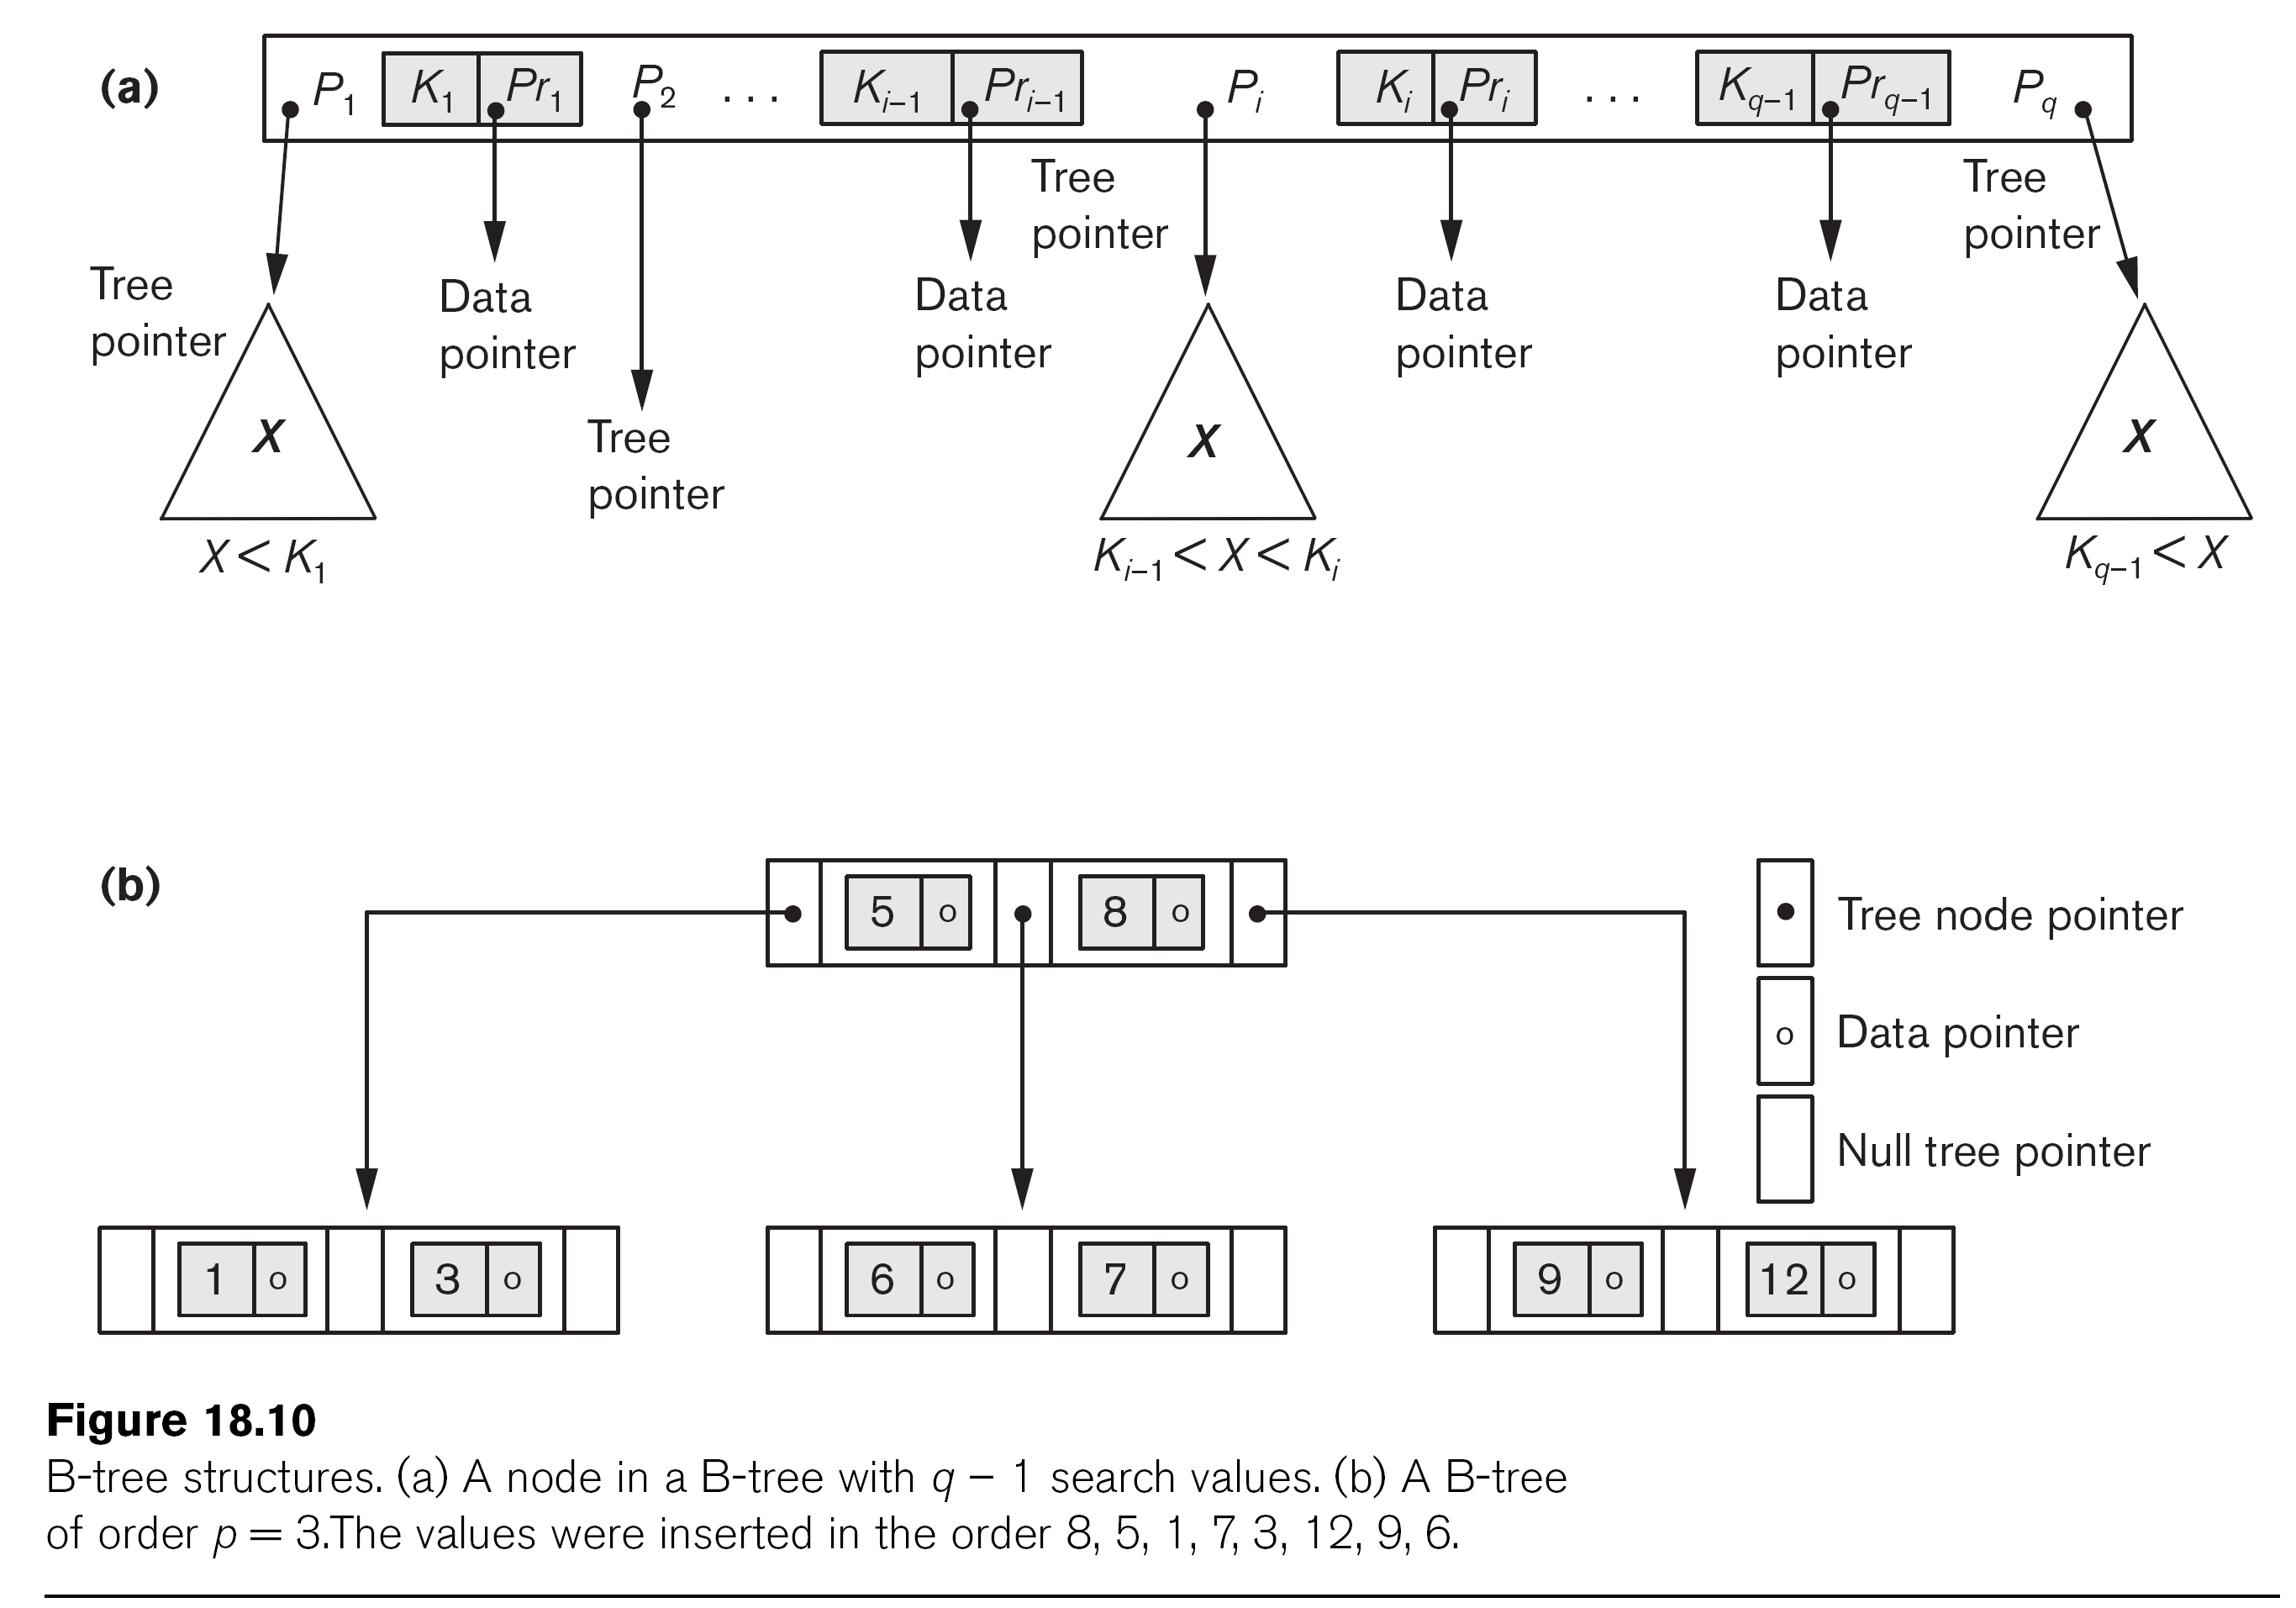 (a)
P1 K1 Pr1 P2 . . . Ki–1 Pri–1 Pi Ki Pri . . . Kq–1 Prq–1 Pq
Tree
pointer
Data
pointer
Tree
pointer
Data
pointer
Tree
pointer
Data
pointer
Data
pointer
Tree
pointer
X X X
X < K1
Ki–1 < X < Ki
Kq–1 < X
(b)
5 o 8 o
Tree node pointer
o Data pointer
Null tree pointer
1 o 3 o
6 o 7 o
9 o 12 o
Figure 18.10
B-tree structures. (a) A node in a B-tree with q – 1 search values. (b) A B-tree
of order p = 3.The values were inserted in the order 8, 5, 1, 7, 3, 12, 9, 6.